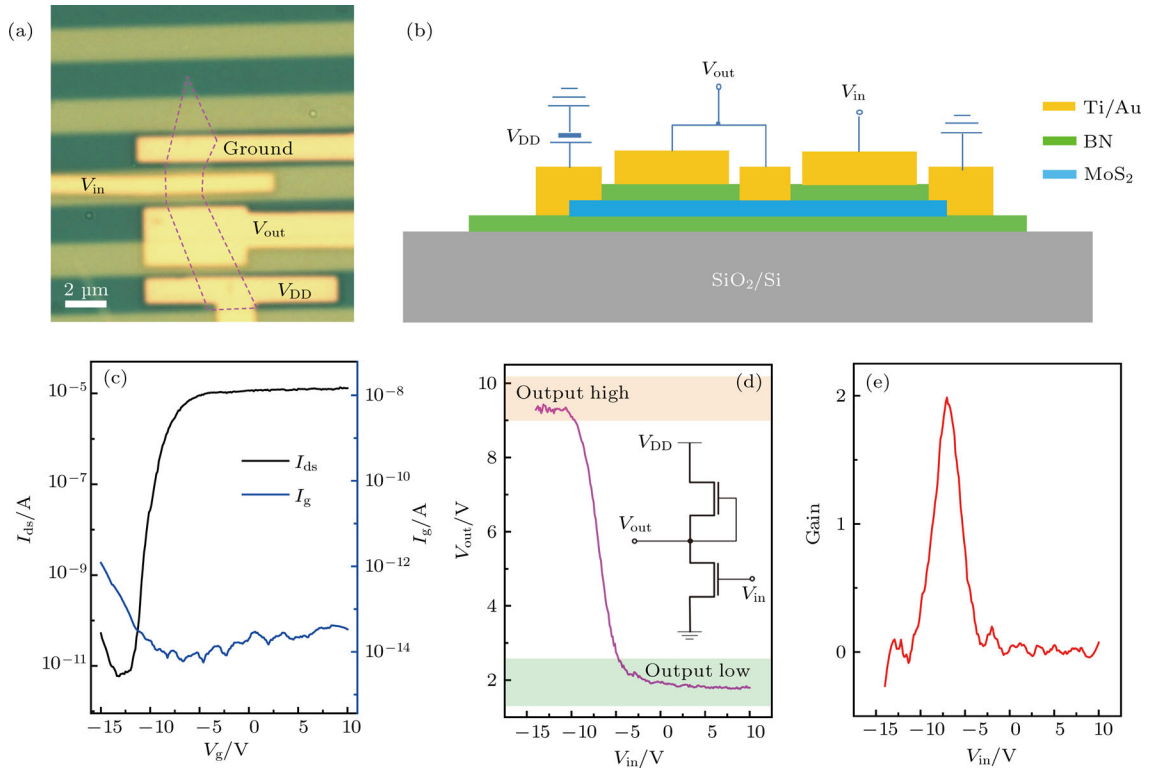 (a)
Ground
V_in
V_out
V_DD
2 µm
(b)
V_out
V_in
V_DD
Ti/Au
BN
MoS₂
SiO₂/Si
(c)
10⁻⁵
10⁻⁷
10⁻⁹
10⁻¹¹
I_ds/A
I_ds
I_g
10⁻⁸
10⁻¹⁰
10⁻¹²
10⁻¹⁴
I_g/A
−15 −10 −5 0 5 10
V_g/V
(d)
Output high
V_DD
V_out
V_in
Output low
10
8
6
4
2
V_out/V
−15 −10 −5 0 5 10
V_in/V
(e)
2
1
0
Gain
−15 −10 −5 0 5 10
V_in/V